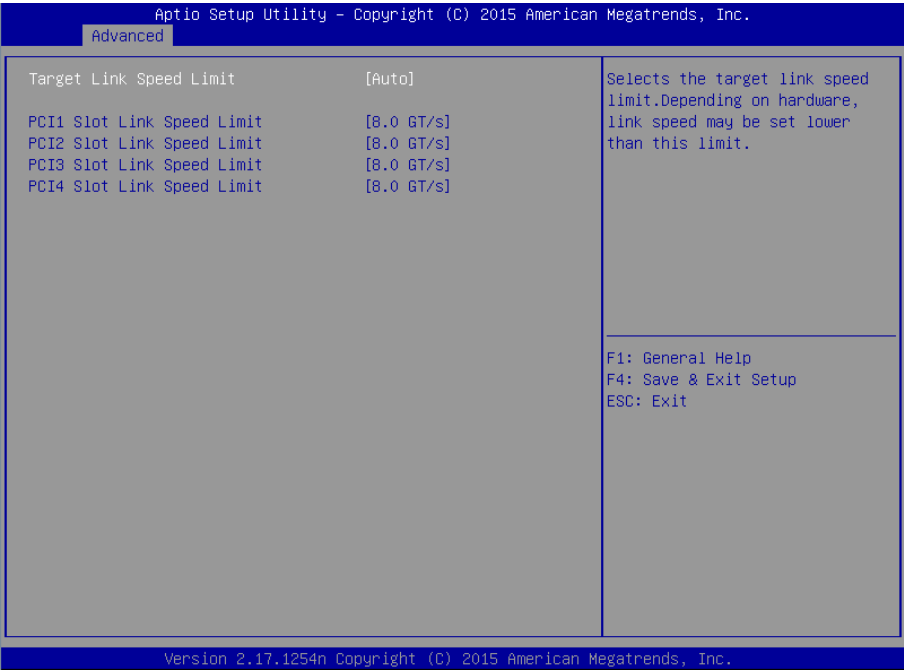 Aptio Setup Utility – Copyright (C) 2015 American Megatrends, Inc.
Advanced
Target Link Speed Limit [Auto]
PCI1 Slot Link Speed Limit [8.0 GT/s]
PCI2 Slot Link Speed Limit [8.0 GT/s]
PCI3 Slot Link Speed Limit [8.0 GT/s]
PCI4 Slot Link Speed Limit [8.0 GT/s]
Selects the target link speed
limit.Depending on hardware,
link speed may be set lower
than this limit.
F1: General Help
F4: Save & Exit Setup
ESC: Exit
Version 2.17.1254n Copyright (C) 2015 American Megatrends, Inc.